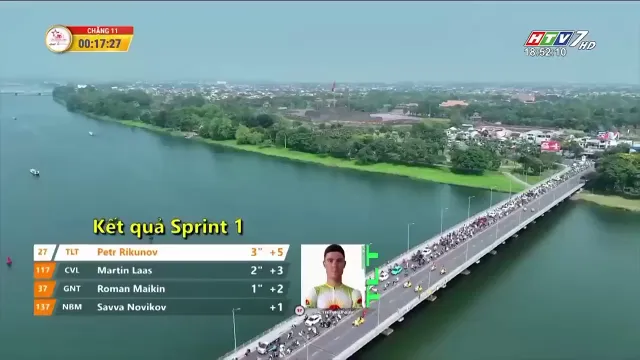 CHẶNG 11
00:17:27
HTV7 HD
18:52:10
Kết quả Sprint 1
27 TLT Petr Rikunov 3" +5
117 CVL Martin Laas 2" +3
37 GNT Roman Maikin 1" +2
137 NBM Savva Novikov +1
TLT